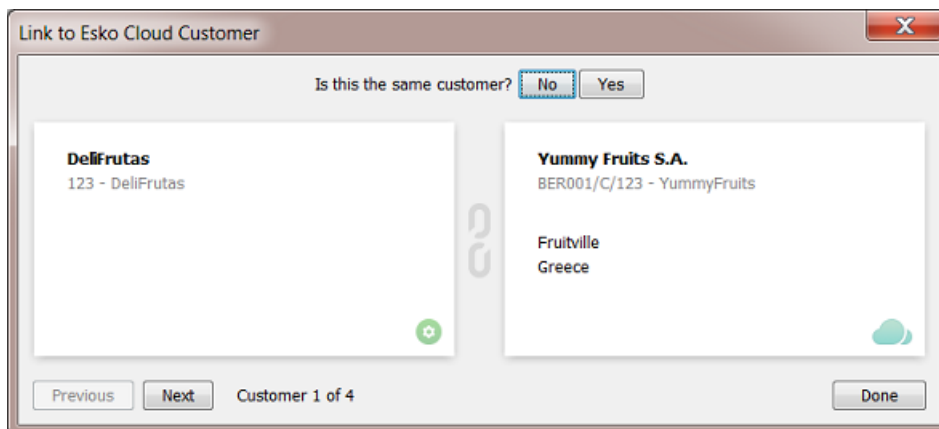 Link to Esko Cloud Customer
Is this the same customer? No Yes
DeliFrutas
123 - DeliFrutas
Yummy Fruits S.A.
BER001/C/123 - YummyFruits
Fruitville
Greece
Previous Next Customer 1 of 4 Done